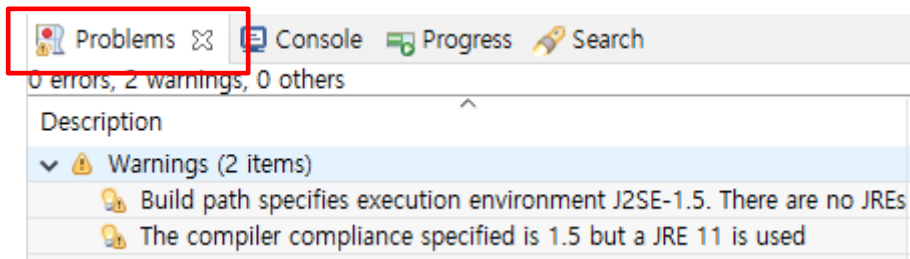 Problems Console Progress Search
0 errors, 2 warnings, 0 others
Description
Warnings (2 items)
Build path specifies execution environment J2SE-1.5. There are no JREs
The compiler compliance specified is 1.5 but a JRE 11 is used